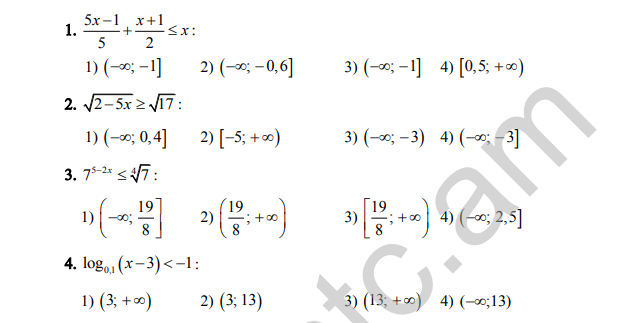 1. (5x−1)/5 + (x+1)/2 ≤ x:
1) (−∞; −1] 2) (−∞; −0,6] 3) (−∞; −1] 4) [0,5; +∞)
2. √(2−5x) ≥ √17:
1) (−∞; 0,4] 2) [−5; +∞) 3) (−∞; −3) 4) (−∞; −3]
3. 7^(5−2x) ≤ ⁴√7:
1) (−∞; 19/8] 2) (19/8; +∞) 3) [19/8; +∞) 4) (−∞; 2,5]
4. log₀,₁(x−3) < −1:
1) (3; +∞) 2) (3; 13) 3) (13; +∞) 4) (−∞;13)
tc.am